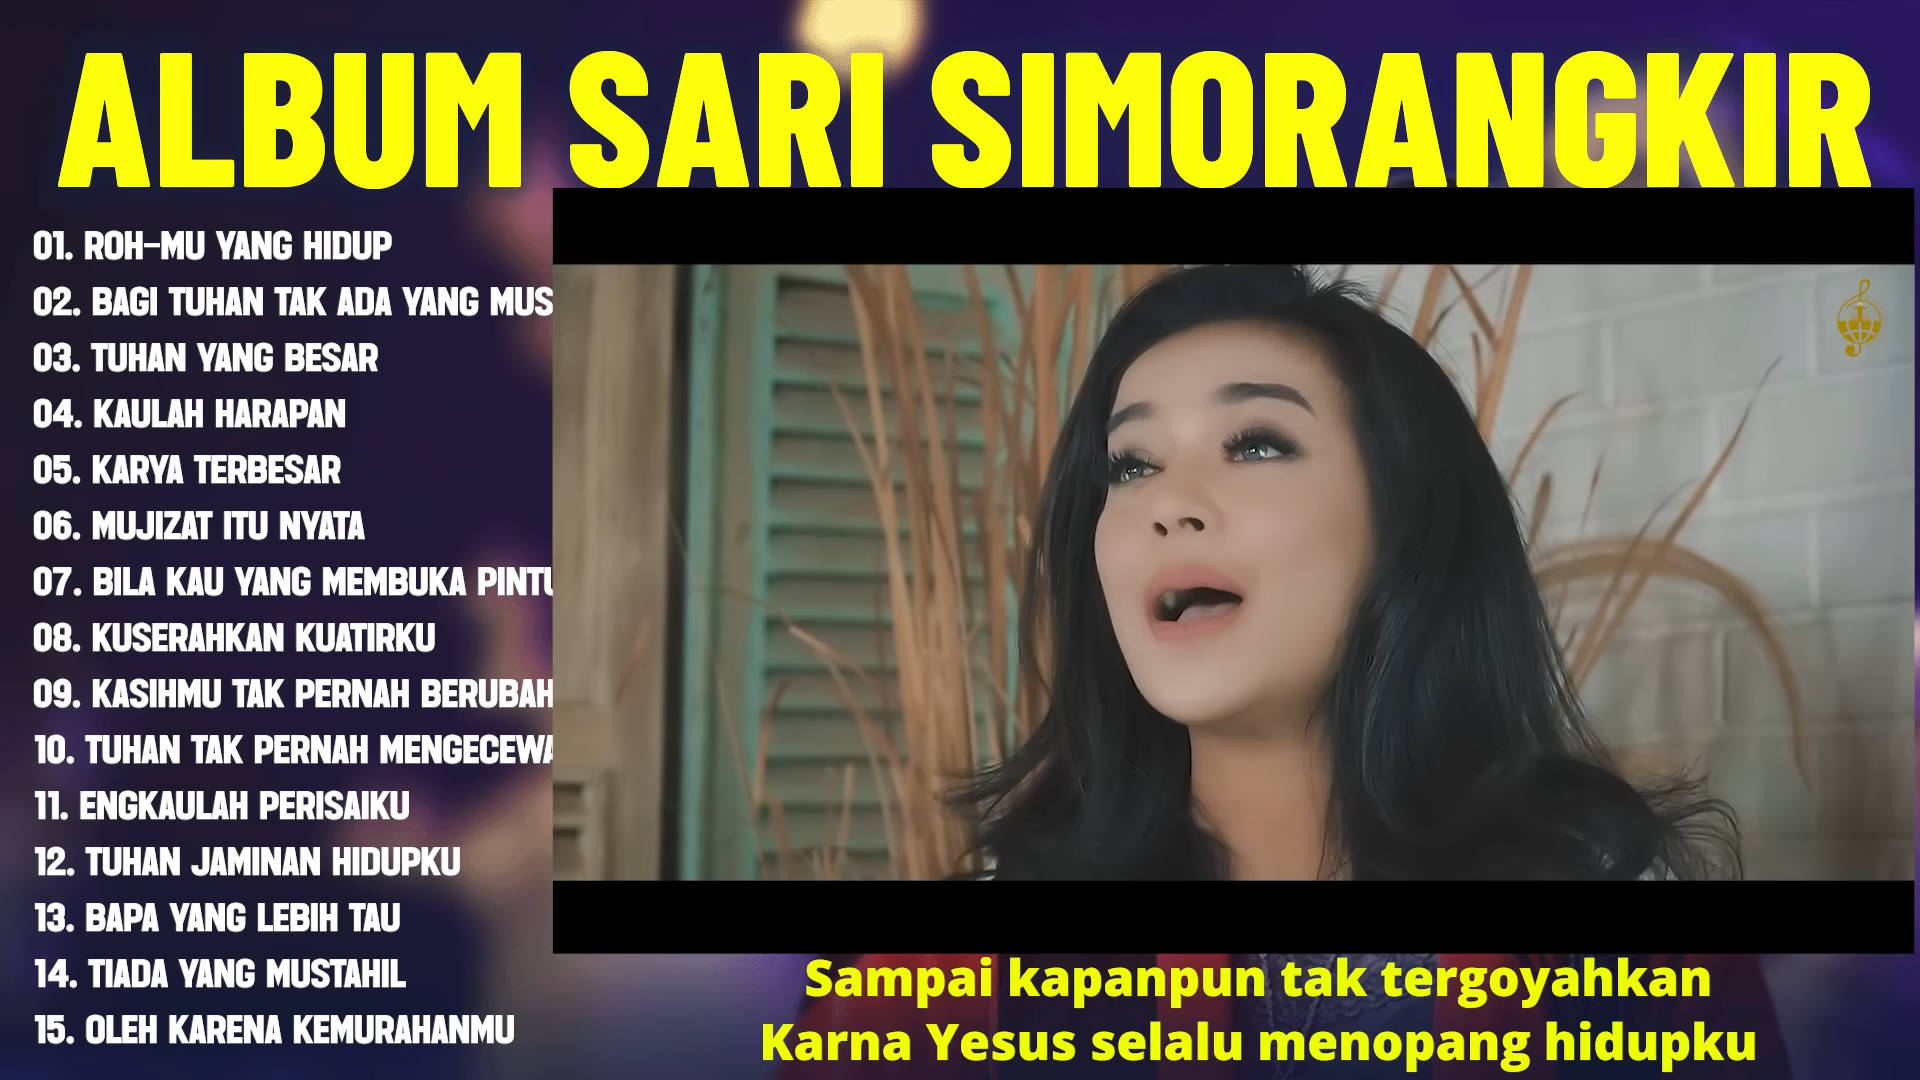 ALBUM SARI SIMORANGKIR
01. ROH-MU YANG HIDUP
02. BAGI TUHAN TAK ADA YANG MUS
03. TUHAN YANG BESAR
04. KAULAH HARAPAN
05. KARYA TERBESAR
06. MUJIZAT ITU NYATA
07. BILA KAU YANG MEMBUKA PINTU
08. KUSERAHKAN KUATIRKU
09. KASIHMU TAK PERNAH BERUBAH
10. TUHAN TAK PERNAH MENGECEWA
11. ENGKAULAH PERISAIKU
12. TUHAN JAMINAN HIDUPKU
13. BAPA YANG LEBIH TAU
14. TIADA YANG MUSTAHIL
15. OLEH KARENA KEMURAHANMU
Sampai kapanpun tak tergoyahkan
Karna Yesus selalu menopang hidupku